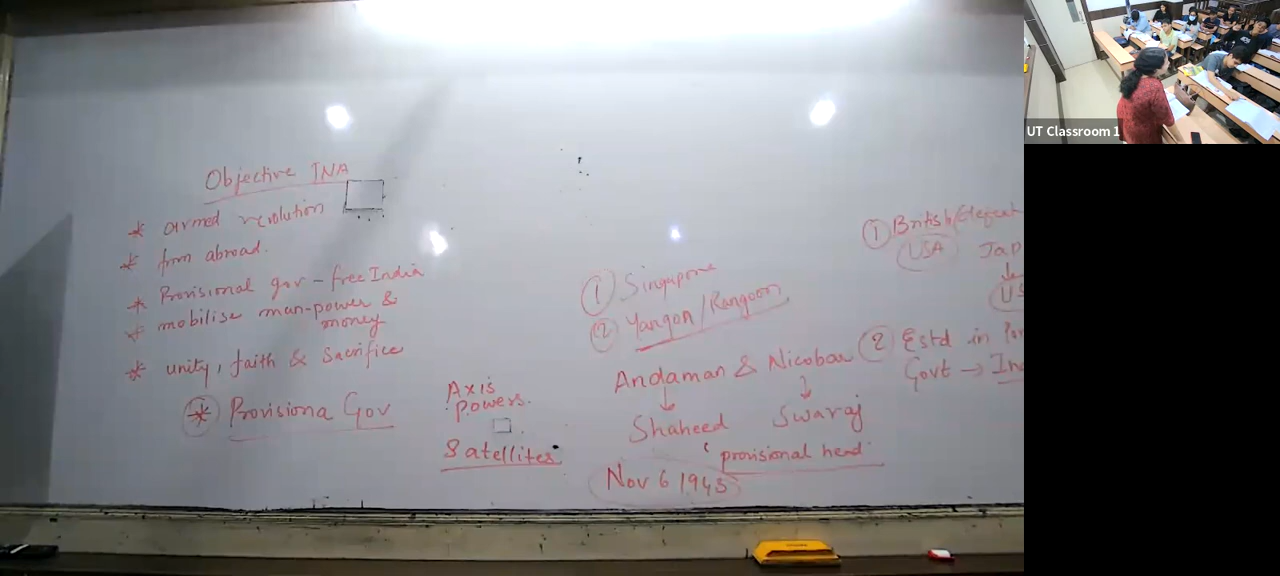 Objective INA
* armed revolution
* from abroad.
* Provisional gov - free India
* mobilise man-power &
money
* unity, faith & Sacrifice
* Provisiona Gov
Axis
Powers.
Satellites
① Singapore
② Yangon/Rangoon
Andaman & Nicobar
Shaheed Swaraj
provisional head
Nov 6 1943
① British
USA Jap
US
② Estd in
Govt →
UT Classroom 1